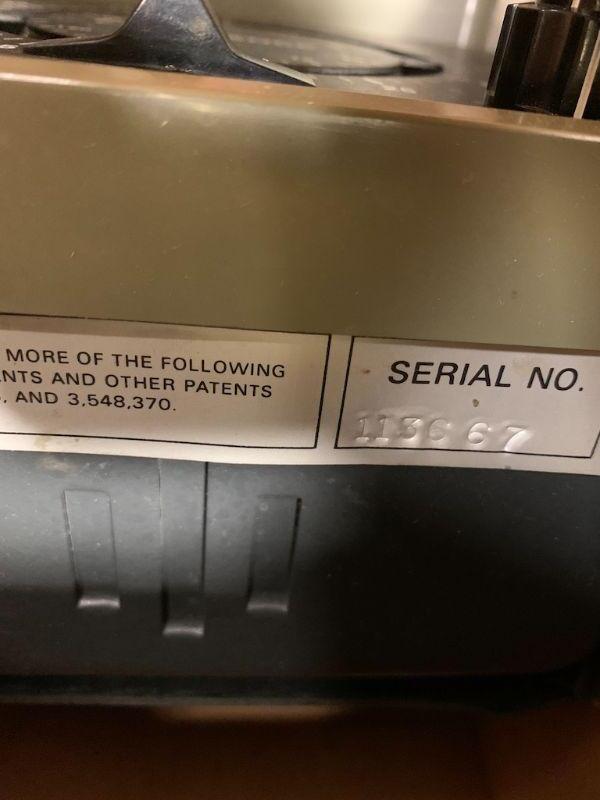 MORE OF THE FOLLOWING
NTS AND OTHER PATENTS
, AND 3,548,370.
SERIAL NO.
113667